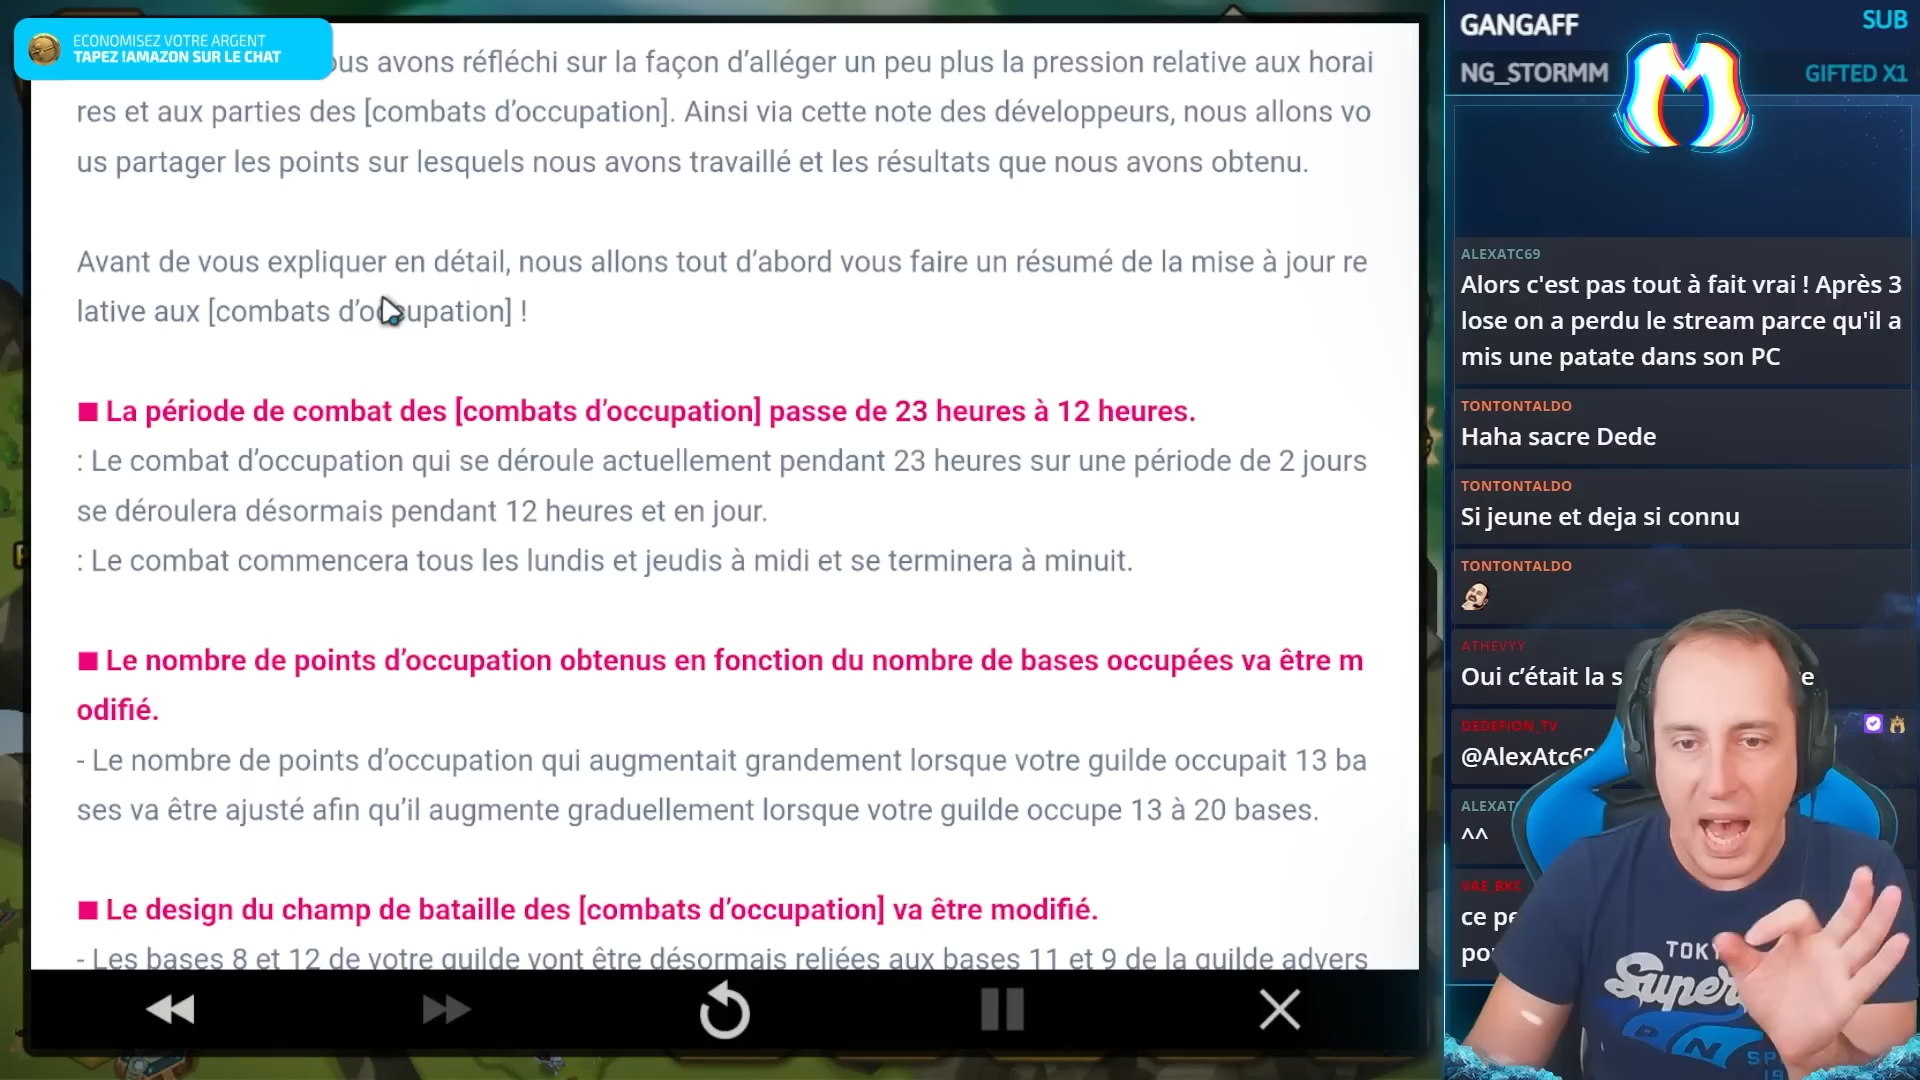 ECONOMISEZ VOTRE ARGENT
TAPEZ !AMAZON SUR LE CHAT
ous avons réfléchi sur la façon d’alléger un peu plus la pression relative aux horai
res et aux parties des [combats d’occupation]. Ainsi via cette note des développeurs, nous allons vo
us partager les points sur lesquels nous avons travaillé et les résultats que nous avons obtenu.
Avant de vous expliquer en détail, nous allons tout d’abord vous faire un résumé de la mise à jour re
lative aux [combats d’occupation] !
■ La période de combat des [combats d’occupation] passe de 23 heures à 12 heures.
: Le combat d’occupation qui se déroule actuellement pendant 23 heures sur une période de 2 jours
se déroulera désormais pendant 12 heures et en jour.
: Le combat commencera tous les lundis et jeudis à midi et se terminera à minuit.
■ Le nombre de points d’occupation obtenus en fonction du nombre de bases occupées va être m
odifié.
- Le nombre de points d’occupation qui augmentait grandement lorsque votre guilde occupait 13 ba
ses va être ajusté afin qu’il augmente graduellement lorsque votre guilde occupe 13 à 20 bases.
■ Le design du champ de bataille des [combats d’occupation] va être modifié.
- Les bases 8 et 12 de votre guilde vont être désormais reliées aux bases 11 et 9 de la guilde advers
GANGAFF SUB
NG_STORMM GIFTED X1
ALEXATC69
Alors c'est pas tout à fait vrai ! Après 3
lose on a perdu le stream parce qu'il a
mis une patate dans son PC
TONTONTALDO
Haha sacre Dede
TONTONTALDO
Si jeune et deja si connu
TONTONTALDO
ATHEVYY
Oui c’était la s e
DEDEFION_TV
@AlexAtc69
ALEXATC
^^
VAE_BKC
ce pe
po
TOKY
Super